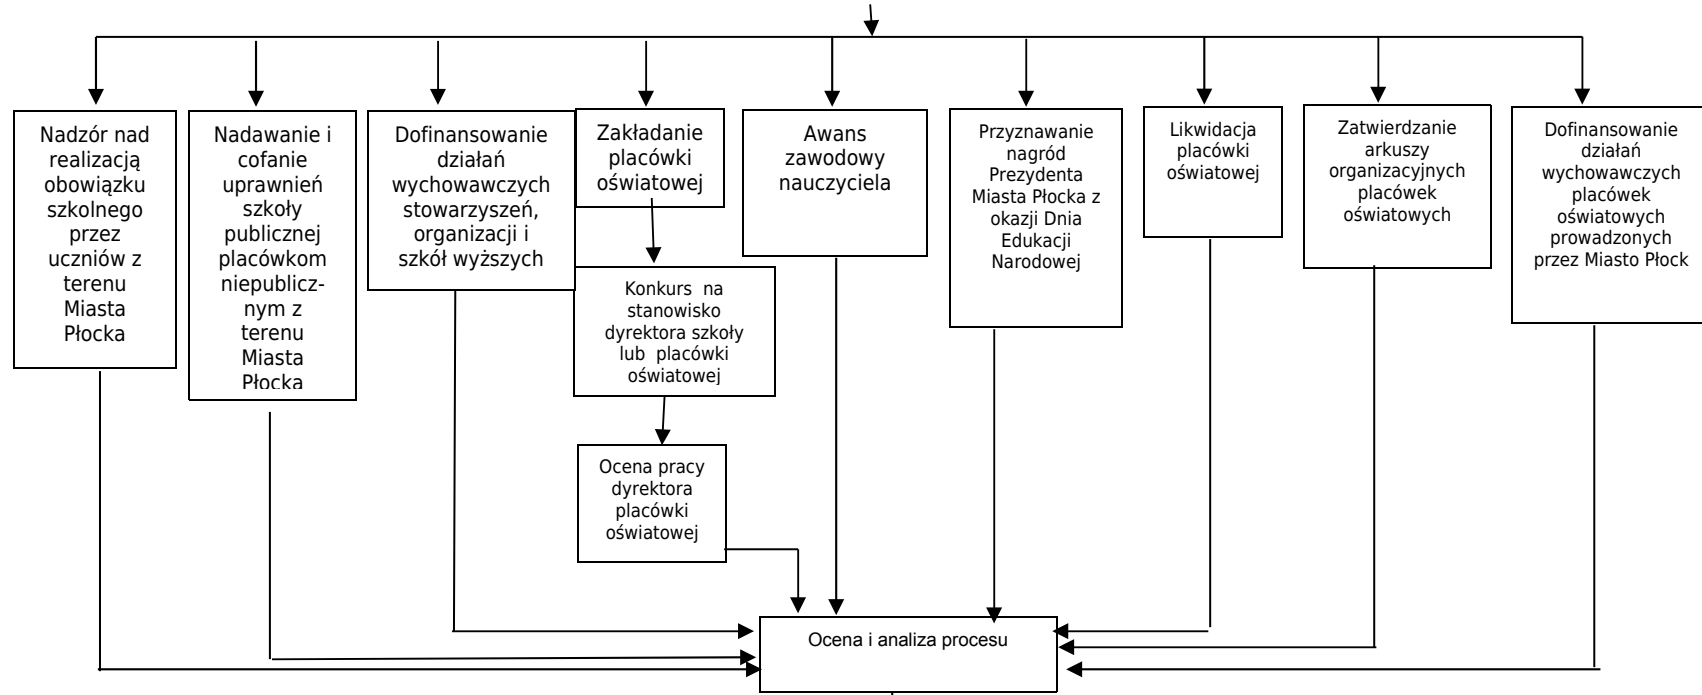 Nadzór nad
realizacją
obowiązku
szkolnego
przez
uczniów z
terenu
Miasta
Płocka
Nadawanie i
cofanie
uprawnień
szkoły
publicznej
placówkom
niepublicz-
nym z
terenu
Miasta
Płocka
Dofinansowanie
działań
wychowawczych
stowarzyszeń,
organizacji i
szkół wyższych
Zakładanie
placówki
oświatowej
Konkurs na
stanowisko
dyrektora szkoły
lub placówki
oświatowej
Ocena pracy
dyrektora
placówki
oświatowej
Awans
zawodowy
nauczyciela
Przyznawanie
nagród
Prezydenta
Miasta Płocka z
okazji Dnia
Edukacji
Narodowej
Likwidacja
placówki
oświatowej
Zatwierdzanie
arkuszy
organizacyjnych
placówek
oświatowych
Dofinansowanie
działań
wychowawczych
placówek
oświatowych
prowadzonych
przez Miasto Płock
Ocena i analiza procesu